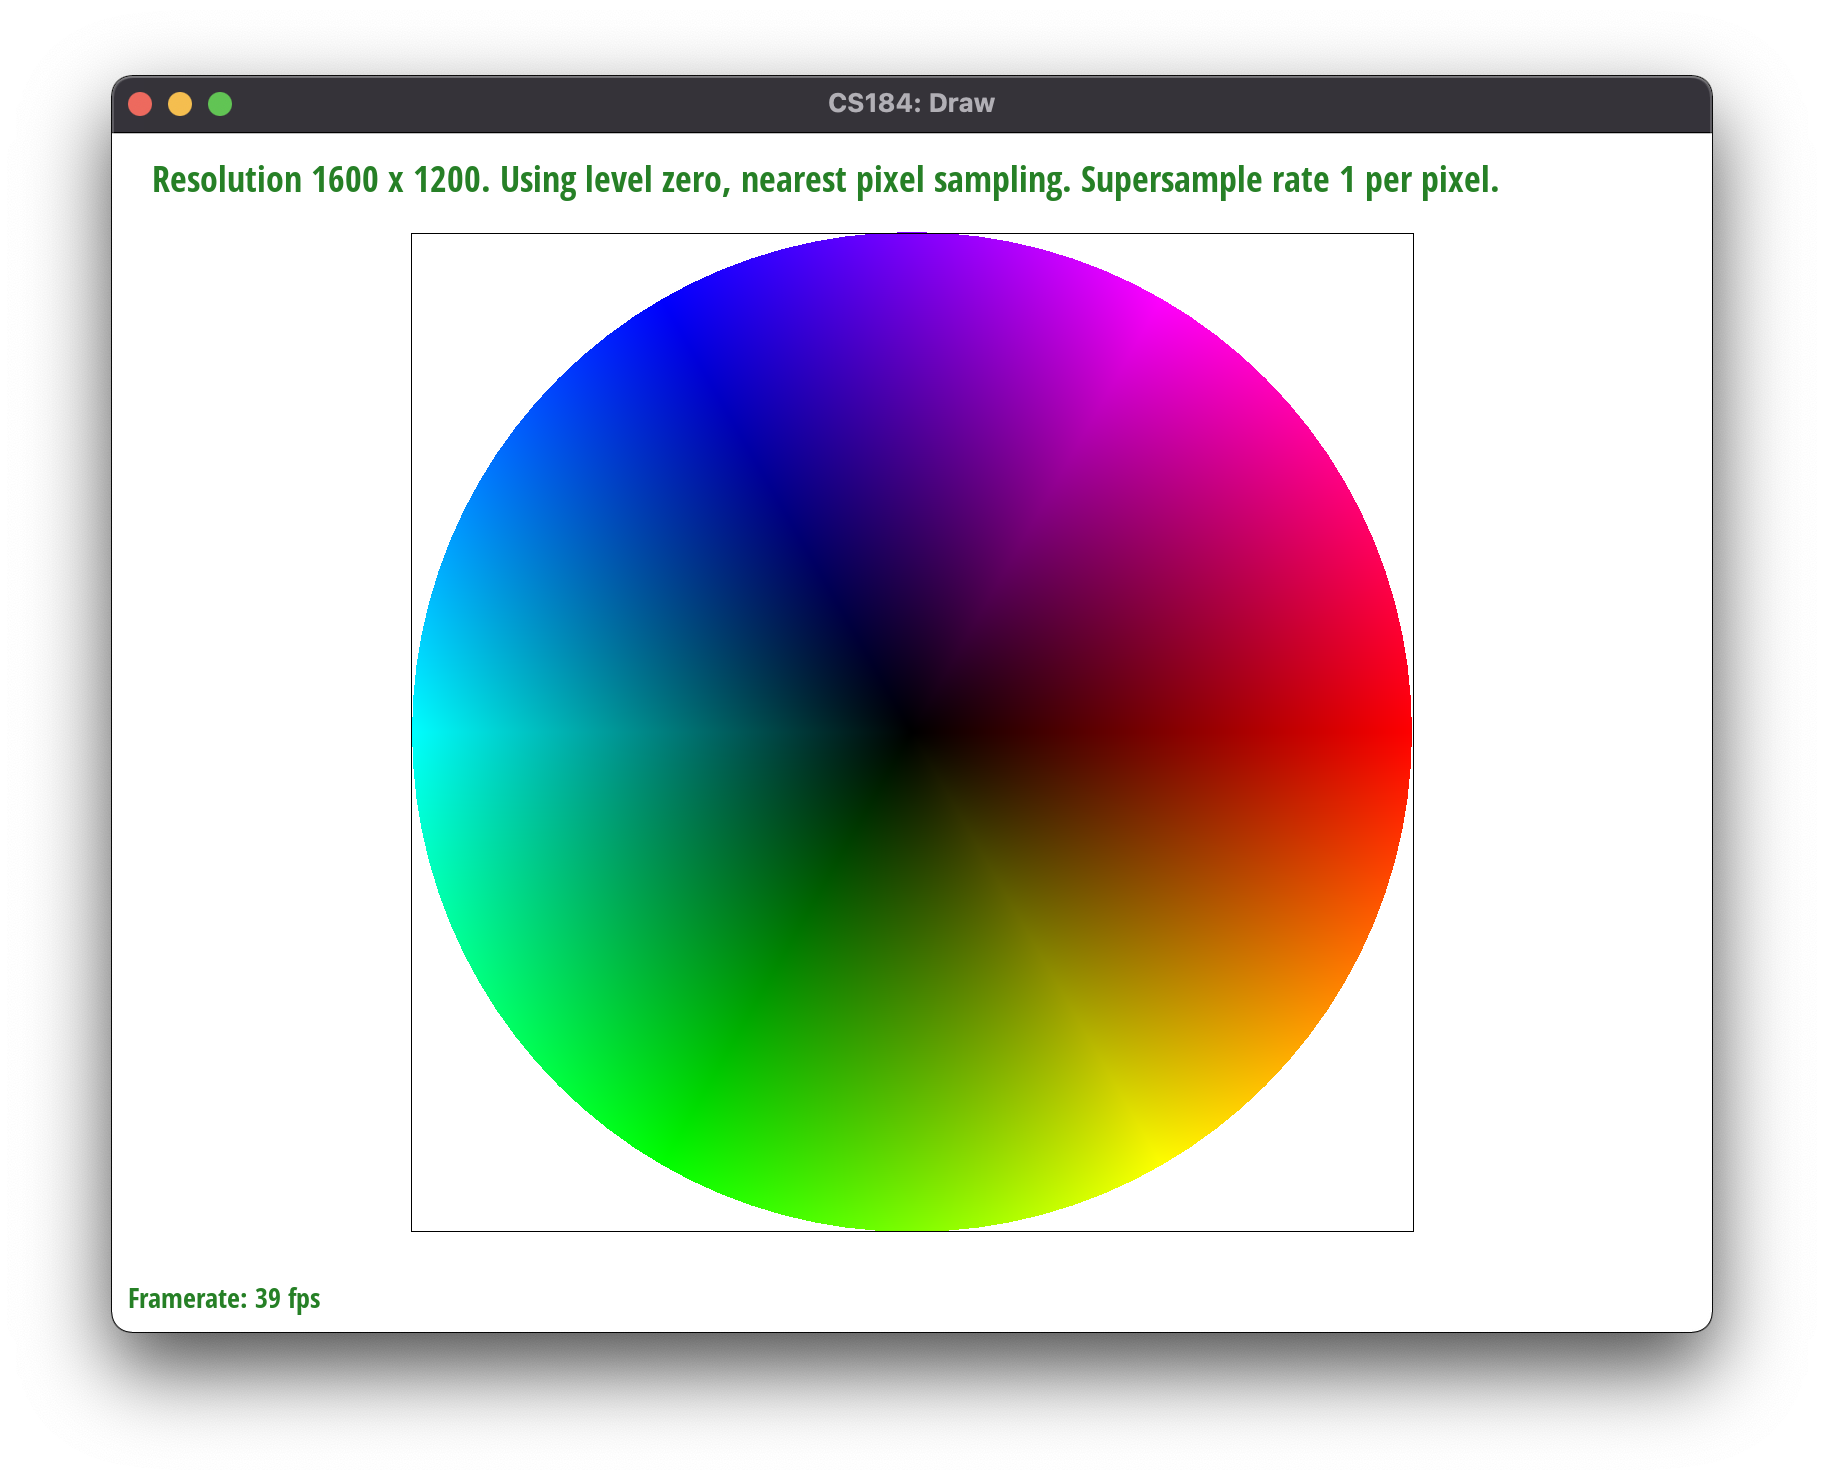 CS184: Draw
Resolution 1600 x 1200. Using level zero, nearest pixel sampling. Supersample rate 1 per pixel.
Framerate: 39 fps